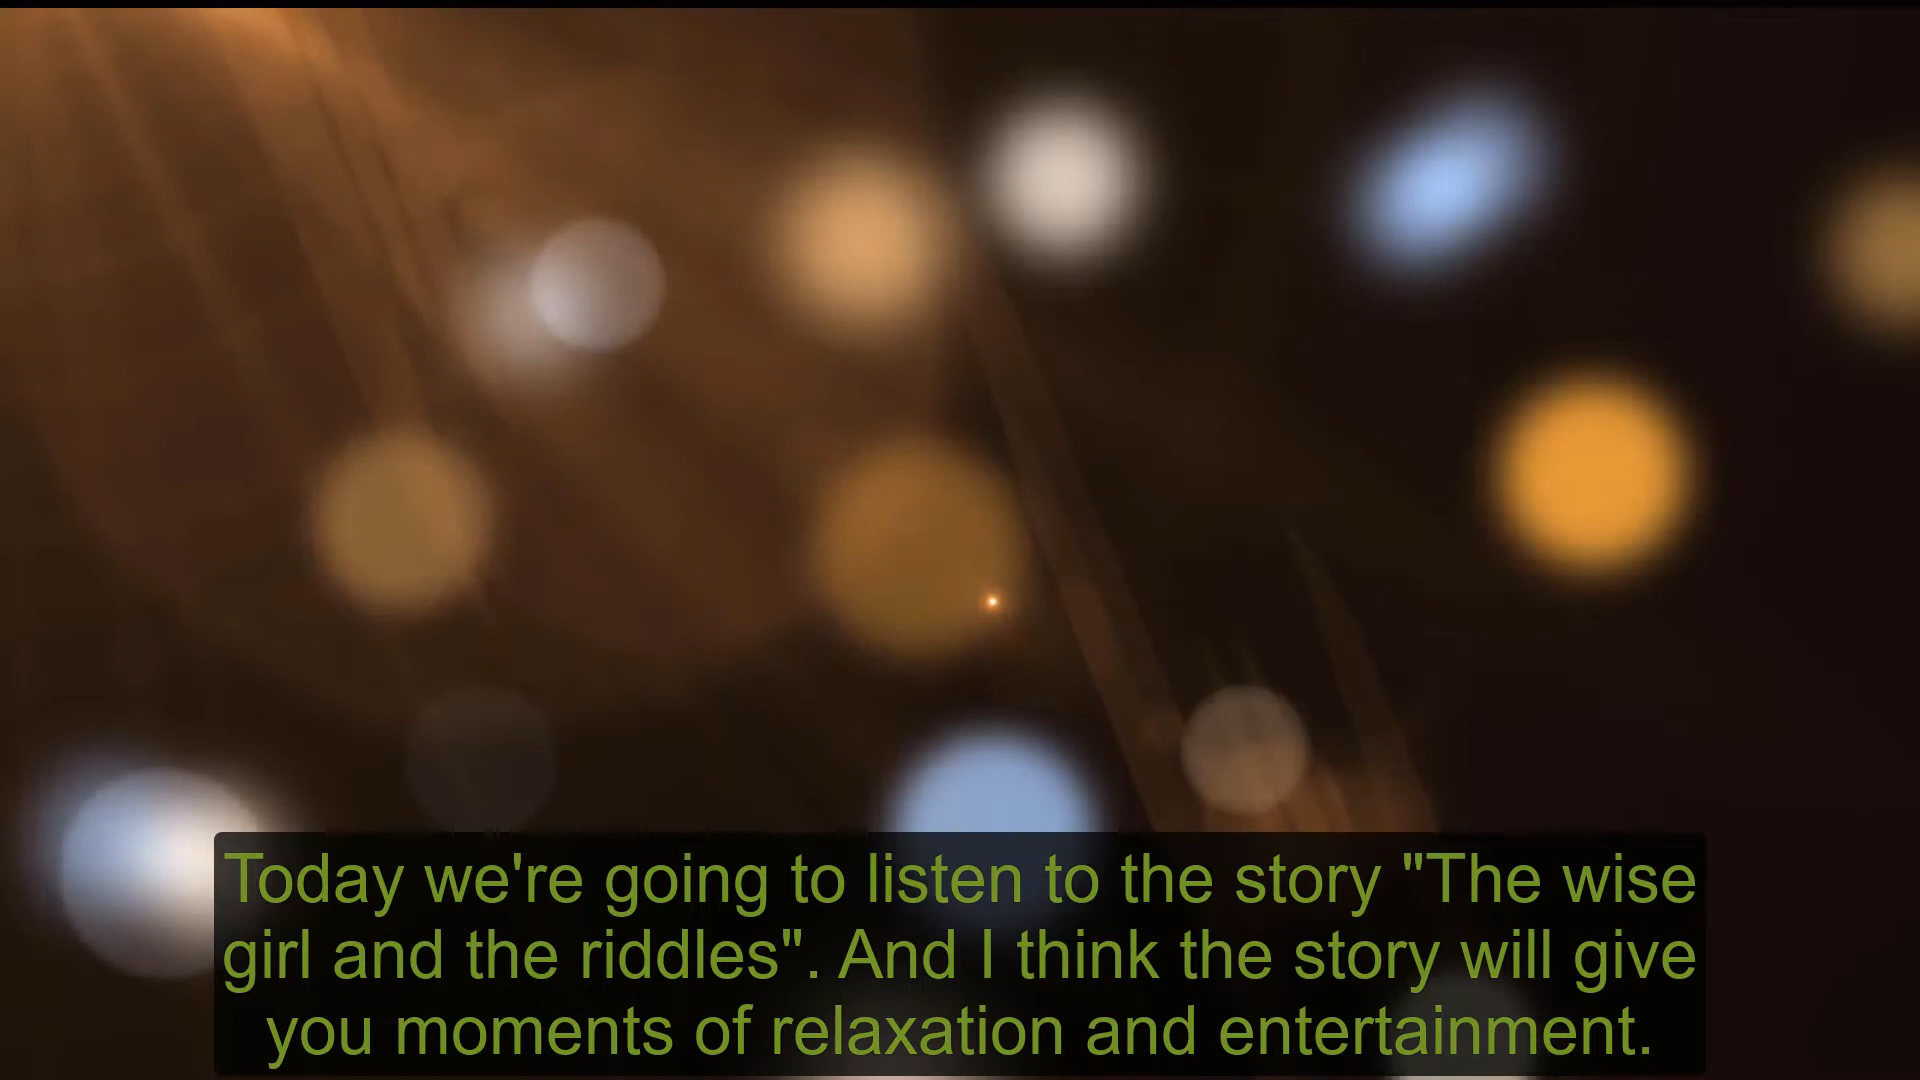 Today we're going to listen to the story "The wise
girl and the riddles". And I think the story will give
you moments of relaxation and entertainment.